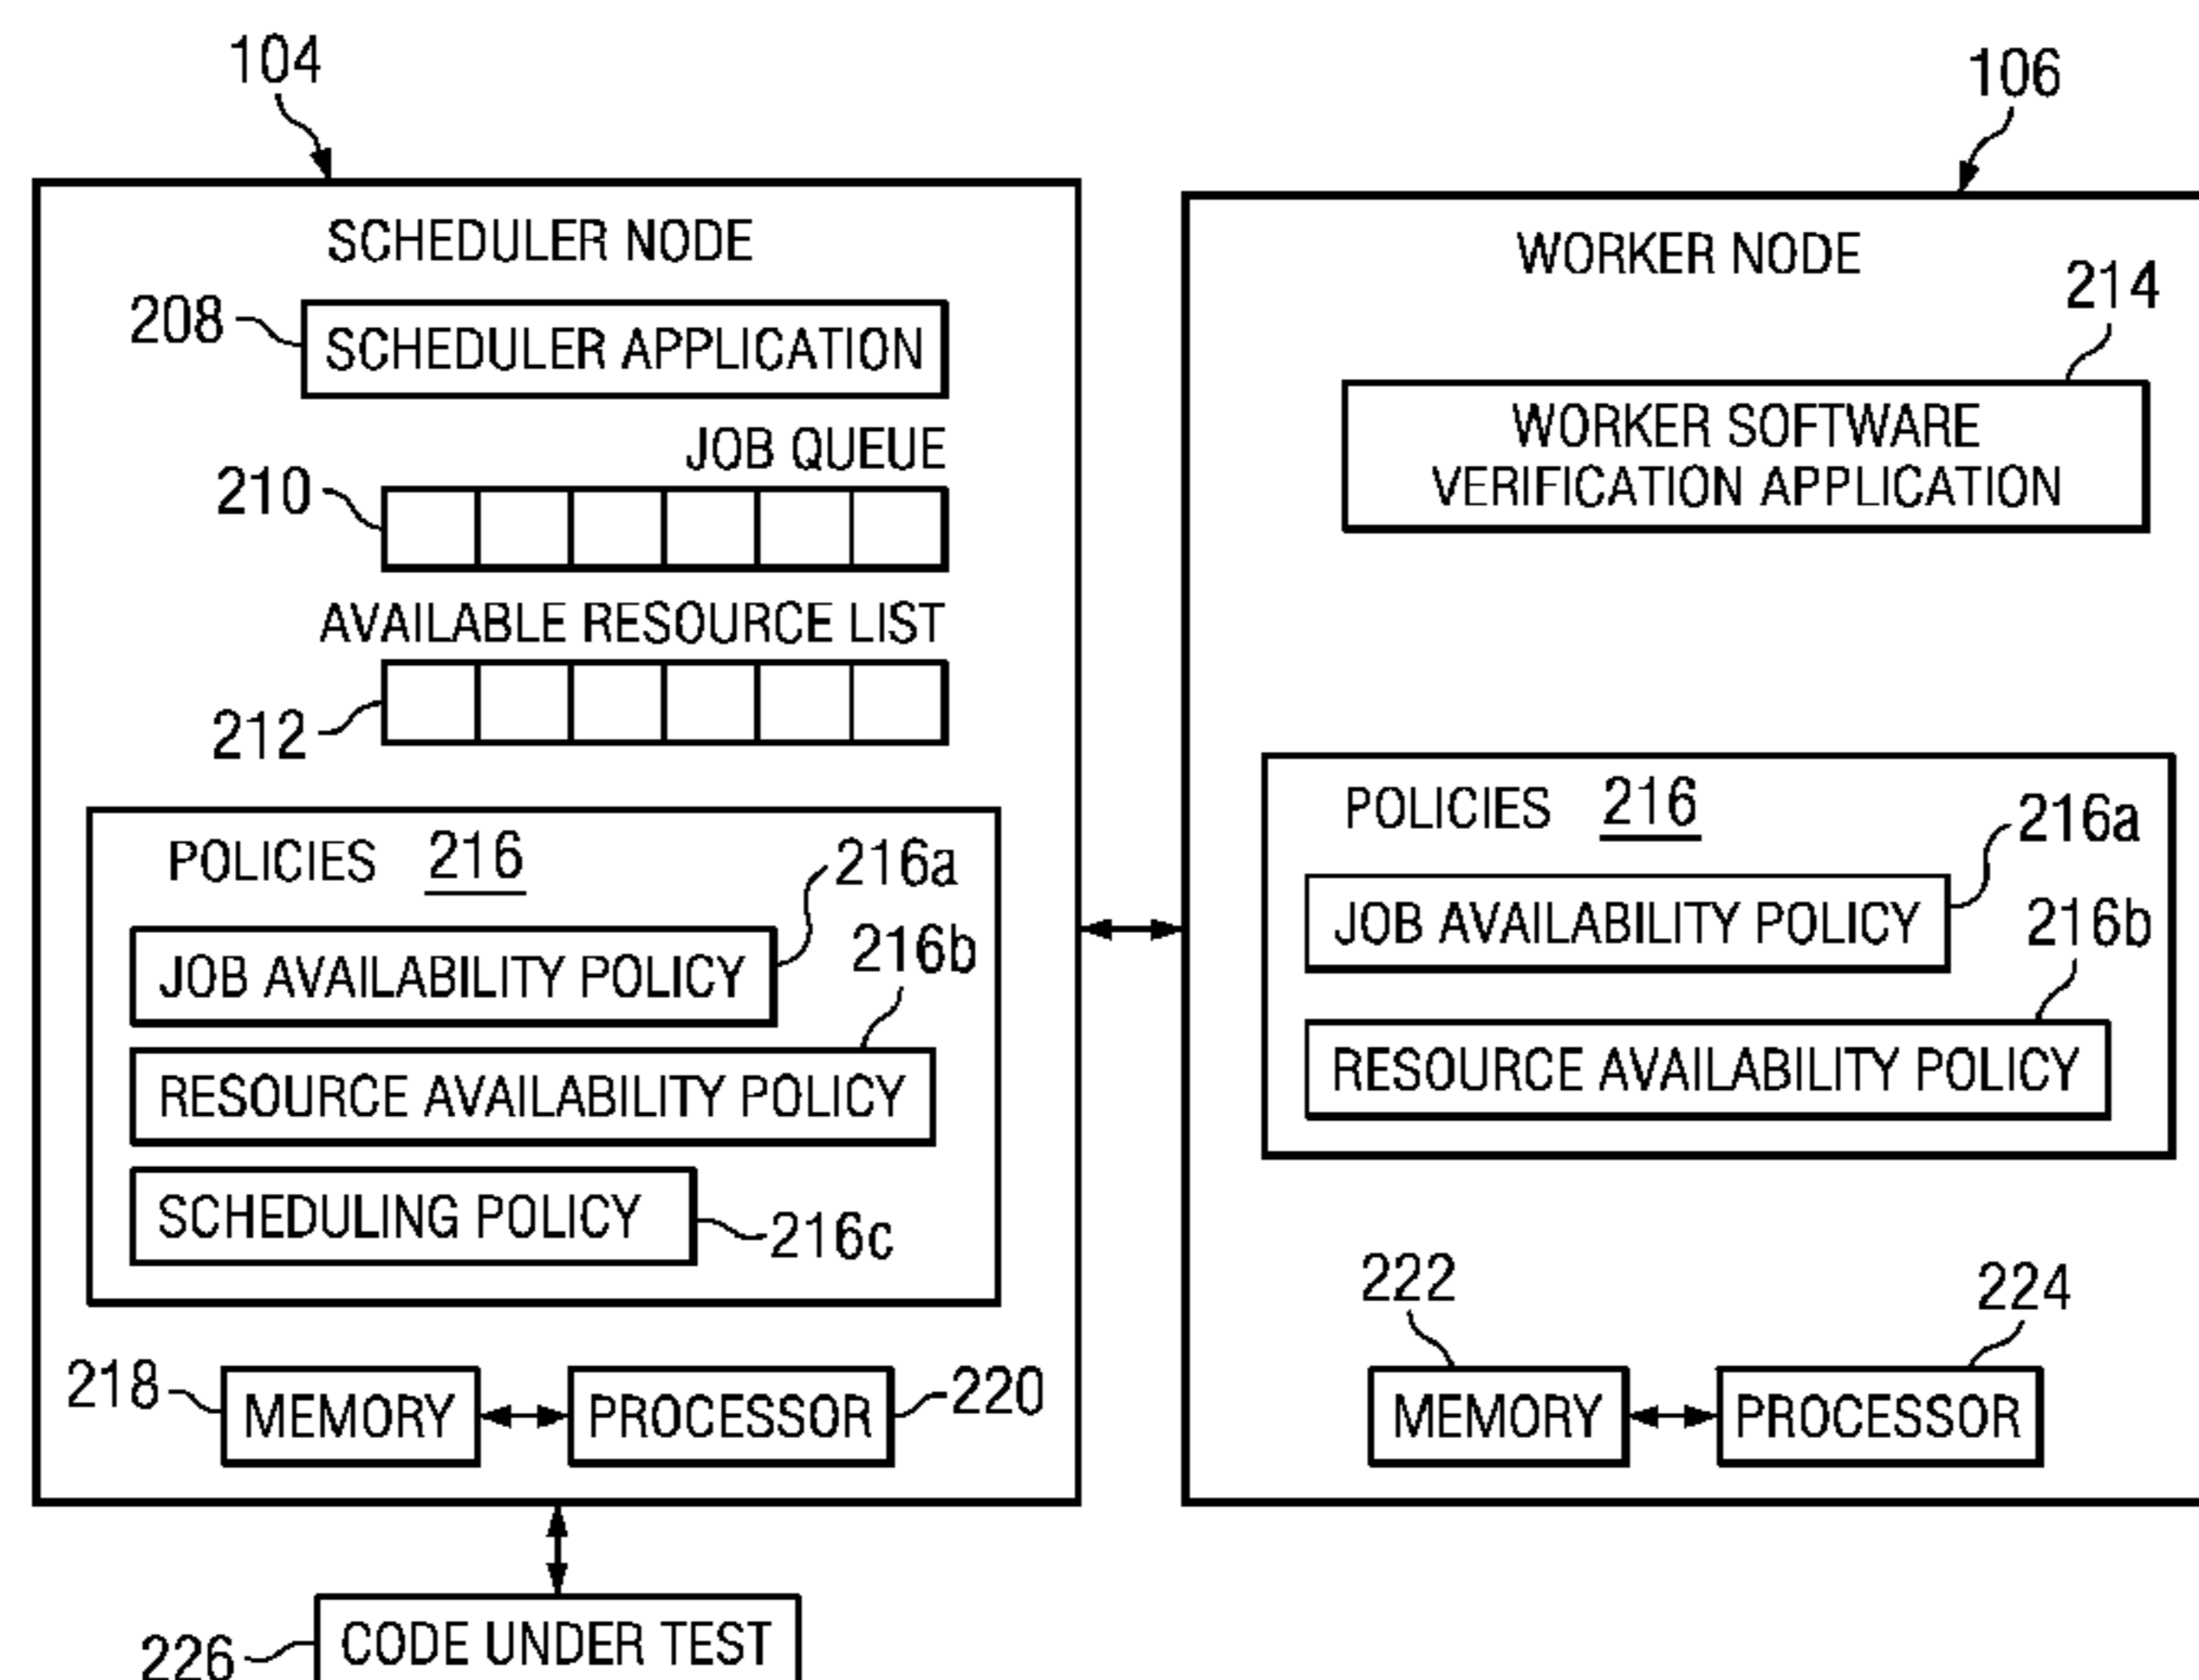 104
SCHEDULER NODE
208
SCHEDULER APPLICATION
JOB QUEUE
210
AVAILABLE RESOURCE LIST
212
POLICIES 216
216a
JOB AVAILABILITY POLICY
216b
RESOURCE AVAILABILITY POLICY
SCHEDULING POLICY
216c
218
MEMORY
PROCESSOR
220
226
CODE UNDER TEST
106
WORKER NODE
214
WORKER SOFTWARE
VERIFICATION APPLICATION
POLICIES 216
216a
JOB AVAILABILITY POLICY
216b
RESOURCE AVAILABILITY POLICY
222
224
MEMORY
PROCESSOR